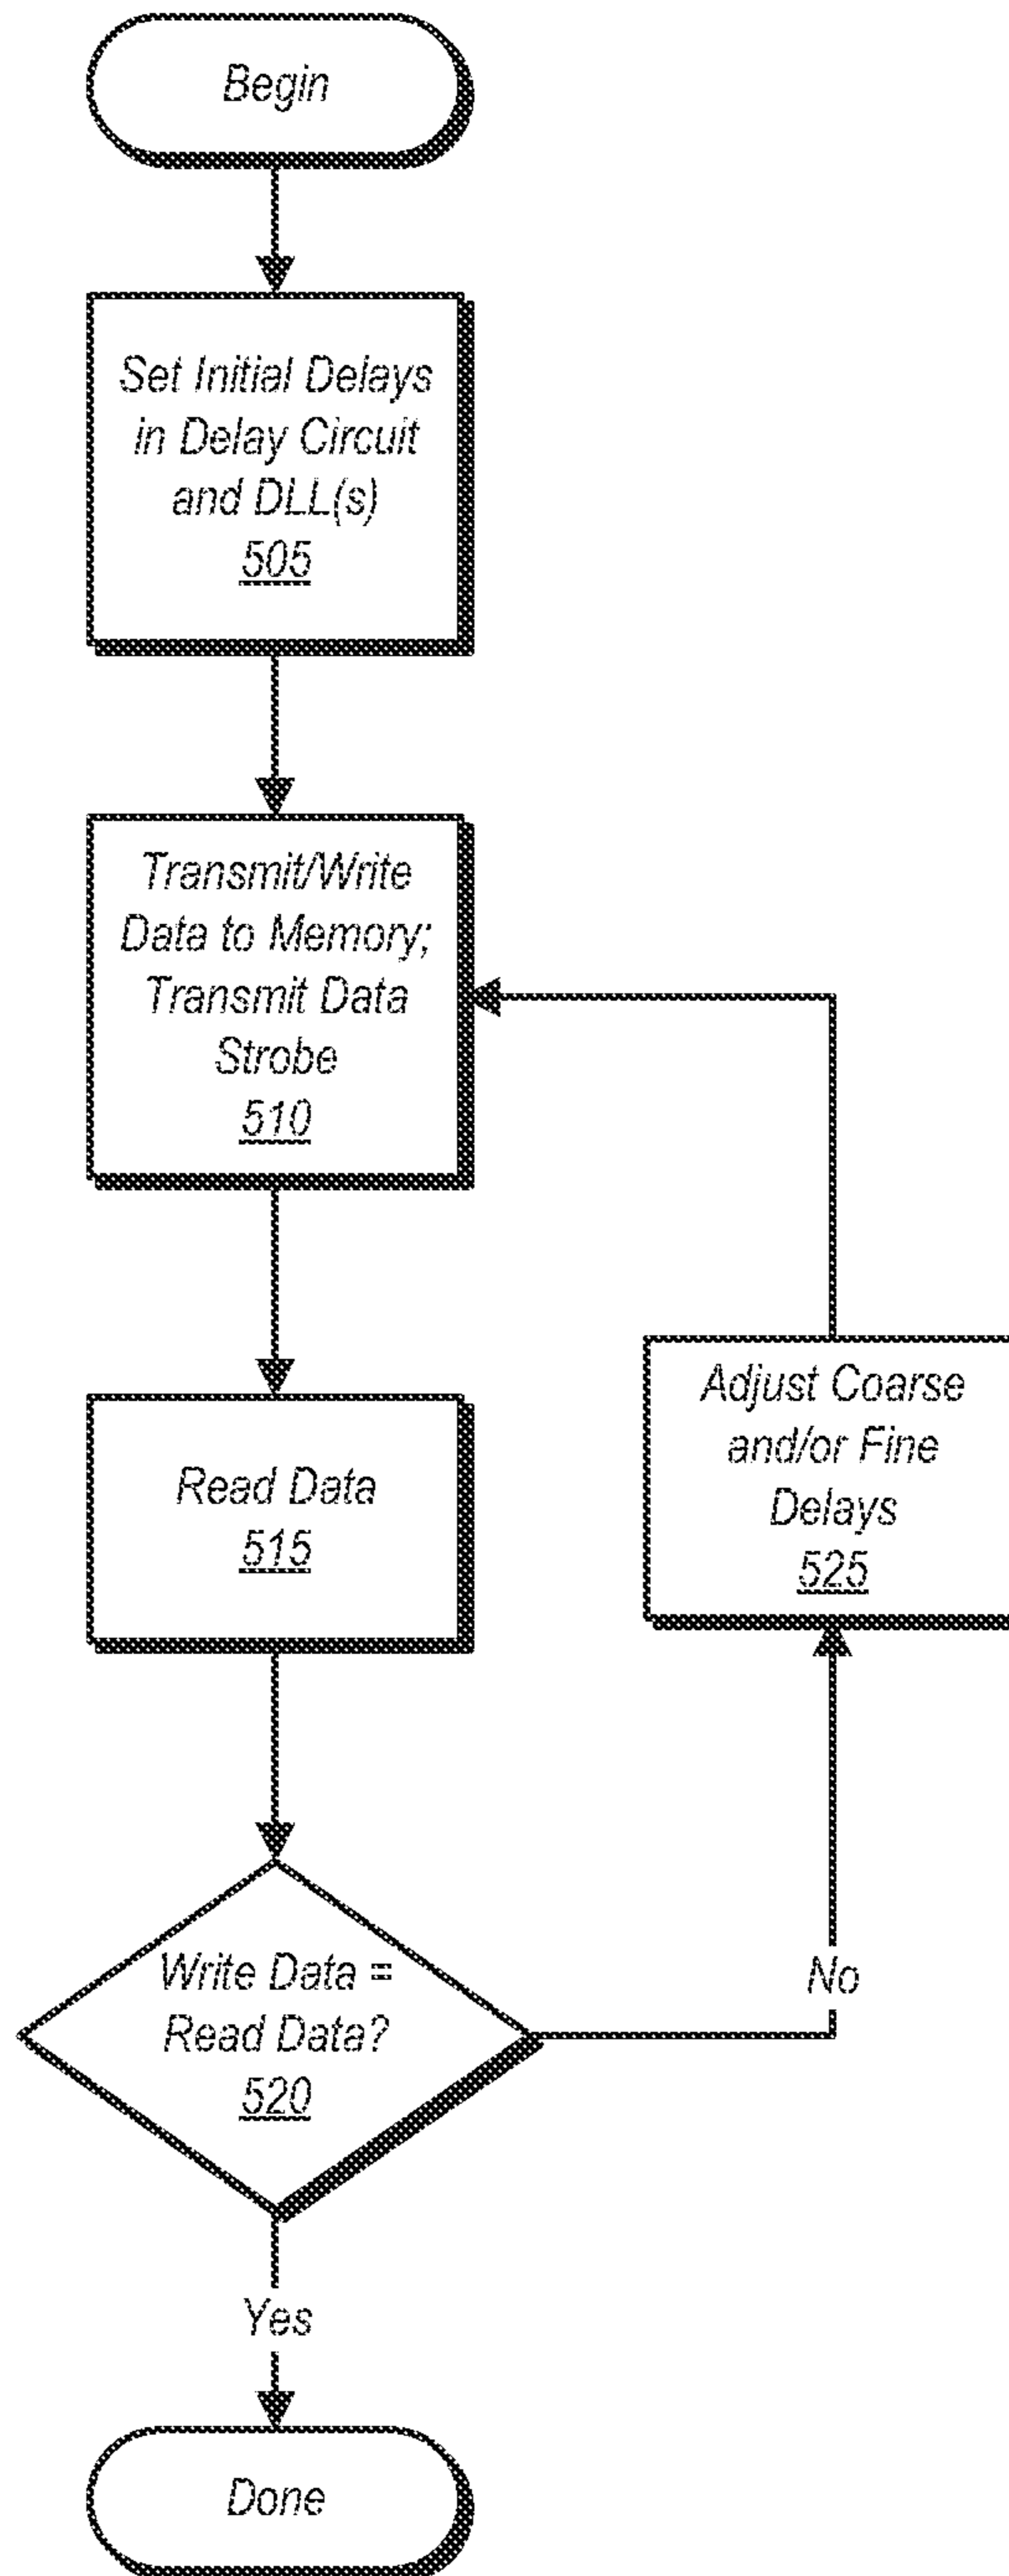 Begin
Set Initial Delays
in Delay Circuit
and DLL(s)
505
Transmit/Write
Data to Memory;
Transmit Data
Strobe
510
Read Data
515
Adjust Coarse
and/or Fine
Delays
525
Write Data =
Read Data?
520
No
Yes
Done